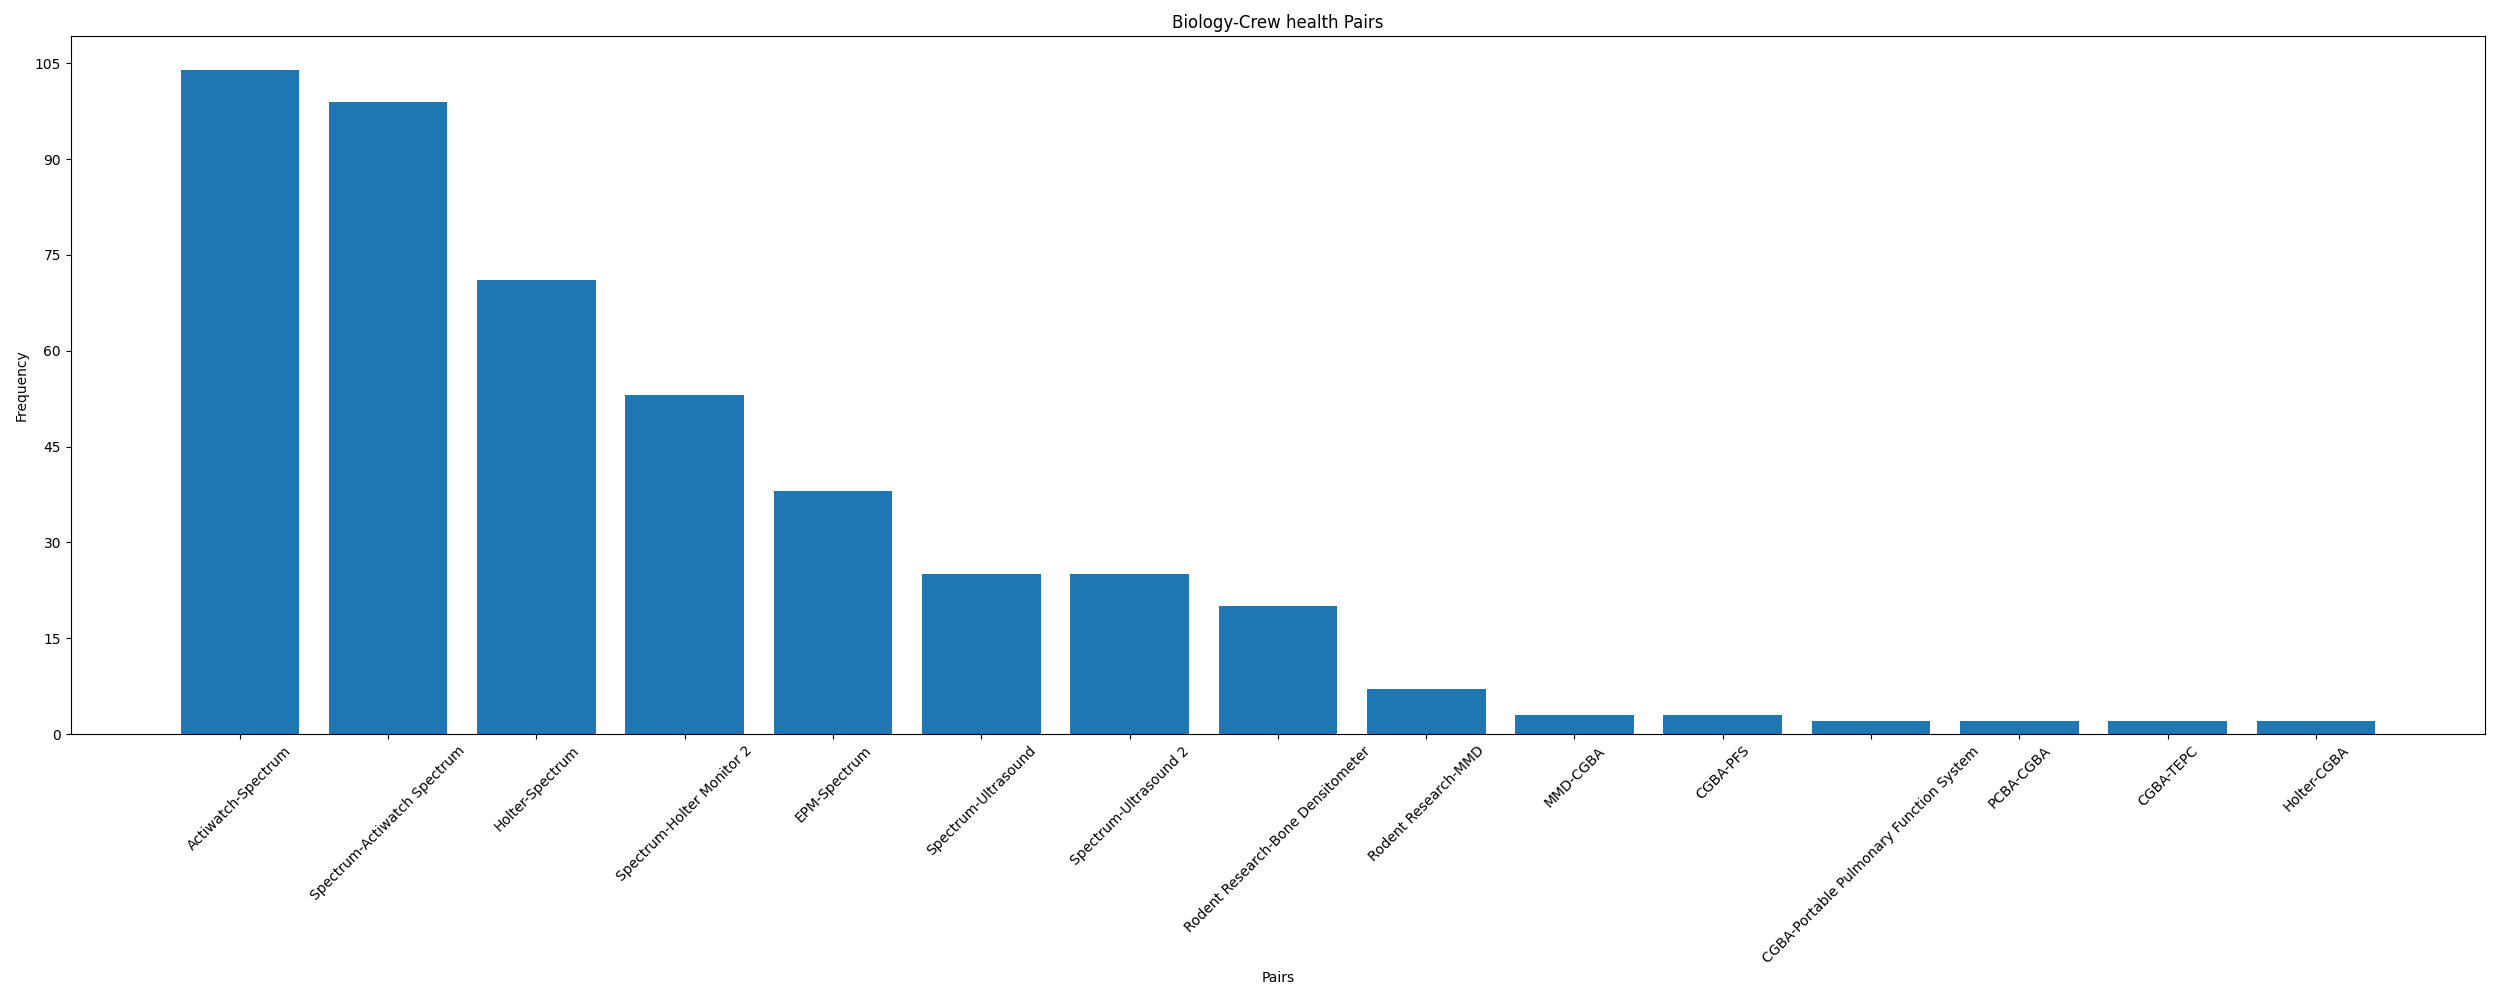 Biology-Crew health Pairs
Frequency
105
90
75
60
45
30
15
0
Actiwatch-Spectrum
Spectrum-Actiwatch Spectrum
Holter-Spectrum
Spectrum-Holter Monitor 2
EPM-Spectrum
Spectrum-Ultrasound
Spectrum-Ultrasound 2
Rodent Research-Bone Densitometer
Rodent Research-MMD
MMD-CGBA
CGBA-PFS
CGBA-Portable Pulmonary Function System
PCBA-CGBA
CGBA-TEPC
Holter-CGBA
Pairs